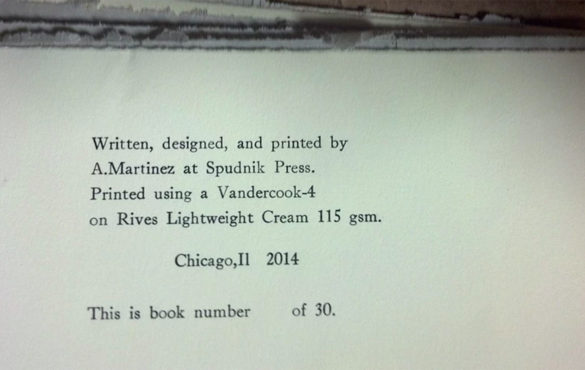 Written, designed, and printed by
A.Martinez at Spudnik Press.
Printed using a Vandercook-4
on Rives Lightweight Cream 115 gsm.
Chicago,Il 2014
This is book number of 30.